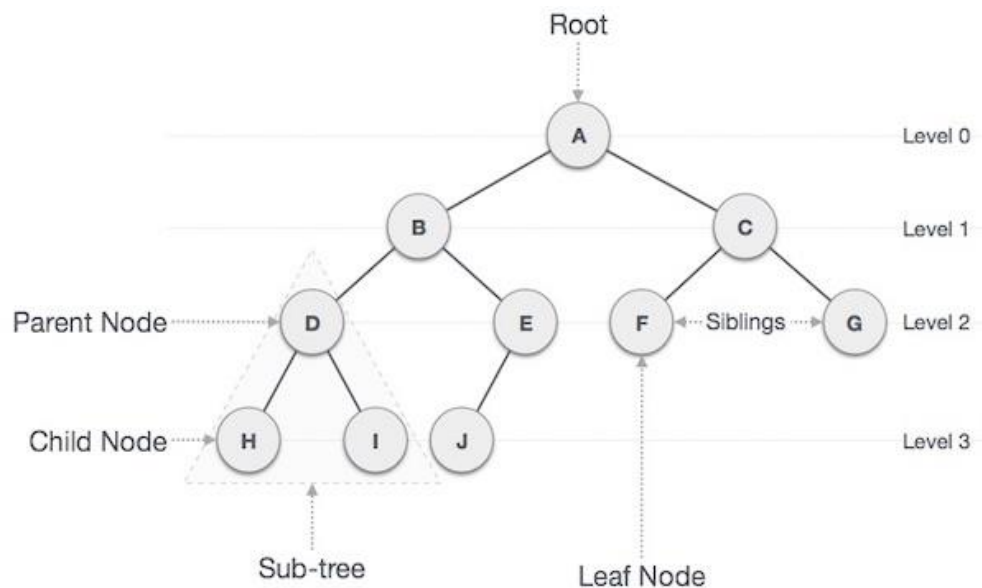 Root
A
Level 0
B
C
Level 1
Parent Node
D
E
F
Siblings
G
Level 2
Child Node
H
I
J
Level 3
Sub-tree
Leaf Node